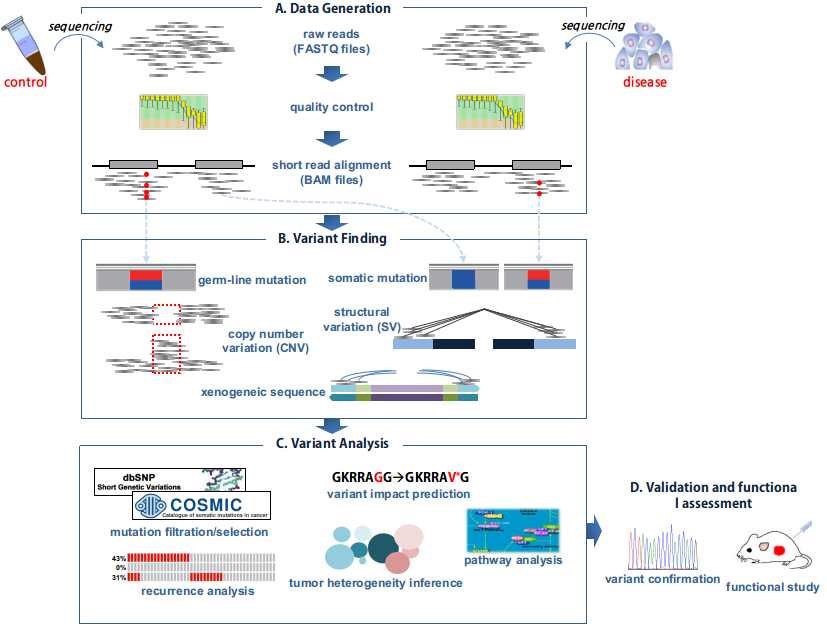 A. Data Generation
sequencing
control
raw reads
(FASTQ files)
sequencing
disease
quality control
short read alignment
(BAM files)
B. Variant Finding
germ-line mutation
somatic mutation
copy number
variation (CNV)
structural
variation (SV)
xenogeneic sequence
C. Variant Analysis
dbSNP
Short Genetic Variations
COSMIC
Catalogue of somatic mutations in cancer
mutation filtration/selection
43%
0%
31%
recurrence analysis
GKRRAGG→GKRRAV*G
variant impact prediction
tumor heterogeneity inference
pathway analysis
D. Validation and functiona
l assessment
variant confirmation
functional study